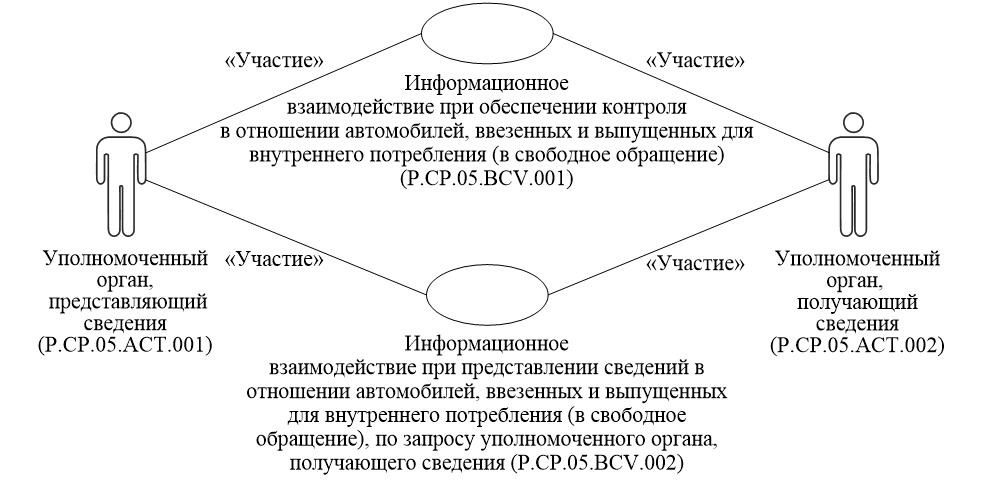 «Участие»
«Участие»
Информационное
взаимодействие при обеспечении контроля
в отношении автомобилей, ввезенных и выпущенных для
внутреннего потребления (в свободное обращение)
(P.CP.05.BCV.001)
Уполномоченный
орган,
представляющий
сведения
(P.CP.05.ACT.001)
«Участие»
«Участие»
Уполномоченный
орган,
получающий
сведения
(P.CP.05.ACT.002)
Информационное
взаимодействие при представлении сведений в
отношении автомобилей, ввезенных и выпущенных
для внутреннего потребления (в свободное
обращение), по запросу уполномоченного органа,
получающего сведения (P.CP.05.BCV.002)